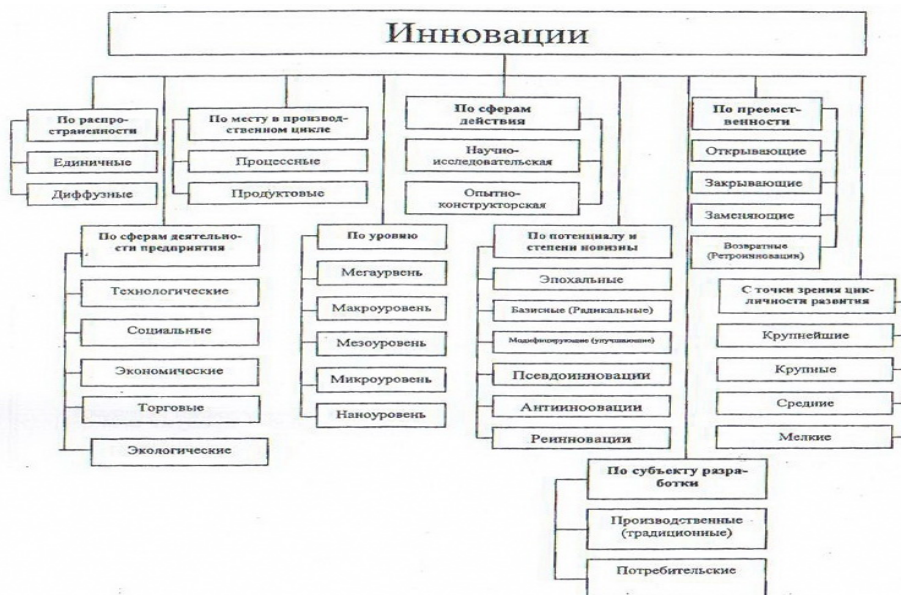 Инновации
По распро-
страненности
Единичные
Диффузные
По месту в производ-
ственном цикле
Процессные
Продуктовые
По сферам
действия
Научно-
исследовательская
Опытно-
конструкторская
По преемст-
венности
Открывающие
Закрывающие
Заменяющие
Возвратные
(Ретроинновации)
По сферам деятельно-
сти предприятия
Технологические
Социальные
Экономические
Торговые
Экологические
По уровню
Мегаурвень
Макроуровень
Мезоуровень
Микроуровень
Наноуровень
По потенциалу и
степени новизны
Эпохальные
Базисные (Радикальные)
Модифицирующие (улучшающие)
Псевдоинновации
Антииноовации
Реинновации
С точки зрения цик-
личности развития
Крупнейшие
Крупные
Средние
Мелкие
По субъекту разра-
ботки
Производственные
(традиционные)
Потребительские